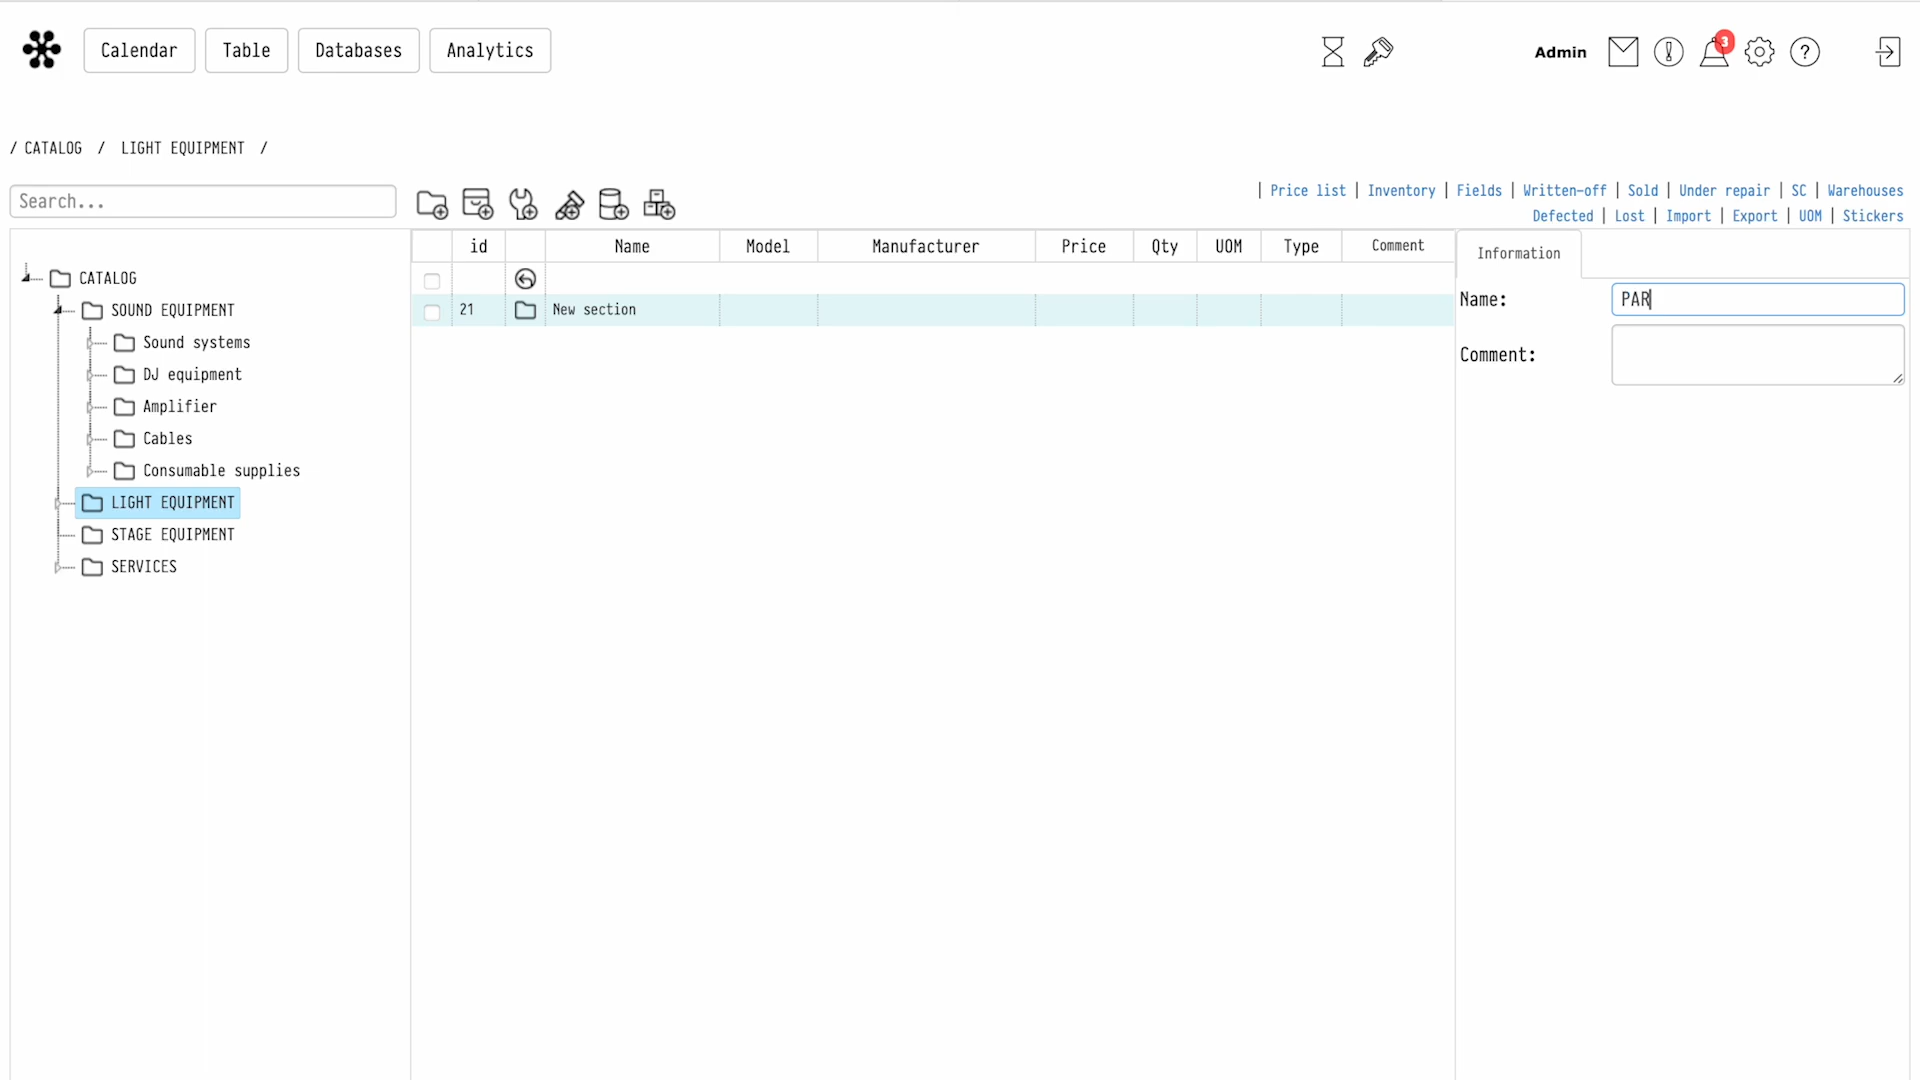 Calendar Table Databases Analytics
Admin 3
/ CATALOG / LIGHT EQUIPMENT /
Search...
| Price list | Inventory | Fields | Written-off | Sold | Under repair | SC | Warehouses
Defected | Lost | Import | Export | UOM | Stickers
id Name Model Manufacturer Price Qty UOM Type Comment
21 New section
Information
Name: PAR
Comment:
CATALOG
SOUND EQUIPMENT
Sound systems
DJ equipment
Amplifier
Cables
Consumable supplies
LIGHT EQUIPMENT
STAGE EQUIPMENT
SERVICES